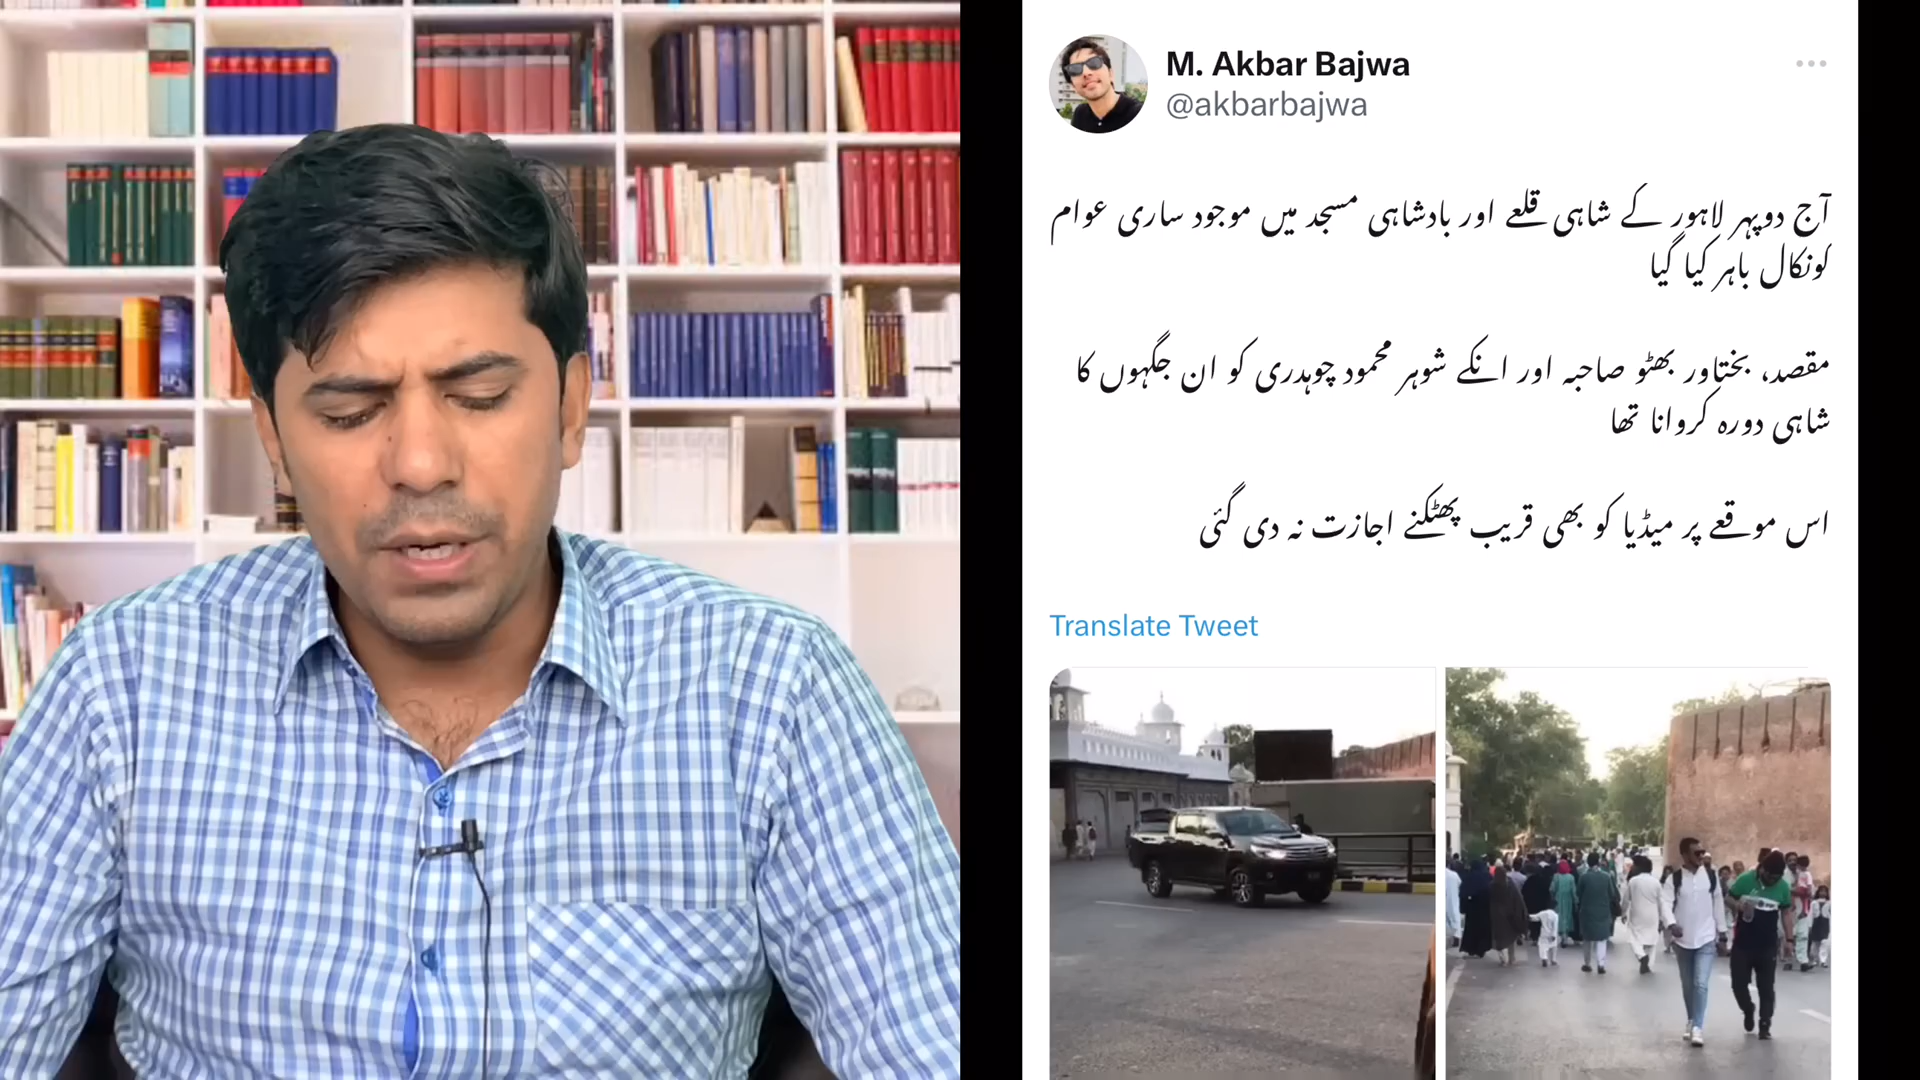 M. Akbar Bajwa
@akbarbajwa
آج دوپہر لاہور کے شاہی قلعے اور بادشاہی مسجد میں موجود ساری عوام
کونکال باہر کیا گیا
مقصد، بختاور بھٹو صاحبہ اور انکے شوہر محمود چوہدری کو ان جگہوں کا
شاہی دورہ کروانا تھا
اس موقعے پر میڈیا کو بھی قریب پھٹکنے اجازت نہ دی گئی
Translate Tweet